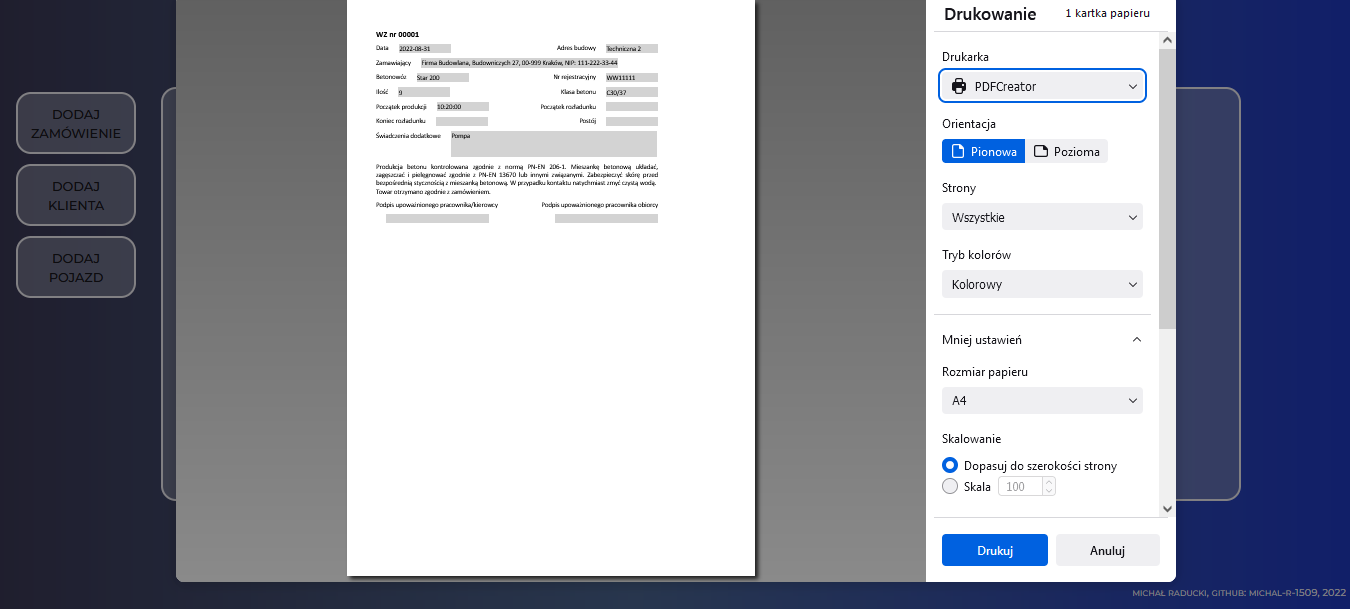 DODAJ
ZAMÓWIENIE
DODAJ
KLIENTA
DODAJ
POJAZD
WZ nr 00001
Data 2022-08-31 Adres budowy Techniczna 2
Zamawiający Firma Budowlana, Budowniczych 27, 00-999 Kraków, NIP: 111-222-33-44
Betonowóz Star 200 Nr rejestracyjny WW11111
Ilość 9 Klasa betonu C30/37
Początek produkcji 10:20:00 Początek rozładunku
Koniec rozładunku Postój
Świadczenia dodatkowe Pompa
Produkcja betonu kontrolowana zgodnie z normą PN-EN 206-1. Mieszankę betonową układać,
zagęszczać i pielęgnować zgodnie z PN-EN 13670 lub innymi związanymi. Zabezpieczyć skórę przed
bezpośrednią stycznością z mieszanką betonową. W przypadku kontaktu natychmiast zmyć czystą wodą.
Towar otrzymano zgodnie z zamówieniem.
Podpis upoważnionego pracownika/kierowcy Podpis upoważnionego pracownika obiorcy
Drukowanie 1 kartka papieru
Drukarka
PDFCreator
Orientacja
Pionowa Pozioma
Strony
Wszystkie
Tryb kolorów
Kolorowy
Mniej ustawień
Rozmiar papieru
A4
Skalowanie
Dopasuj do szerokości strony
Skala 100
Drukuj Anuluj
MICHAŁ RADUCKI, GITHUB: MICHAL-R-1509, 2022